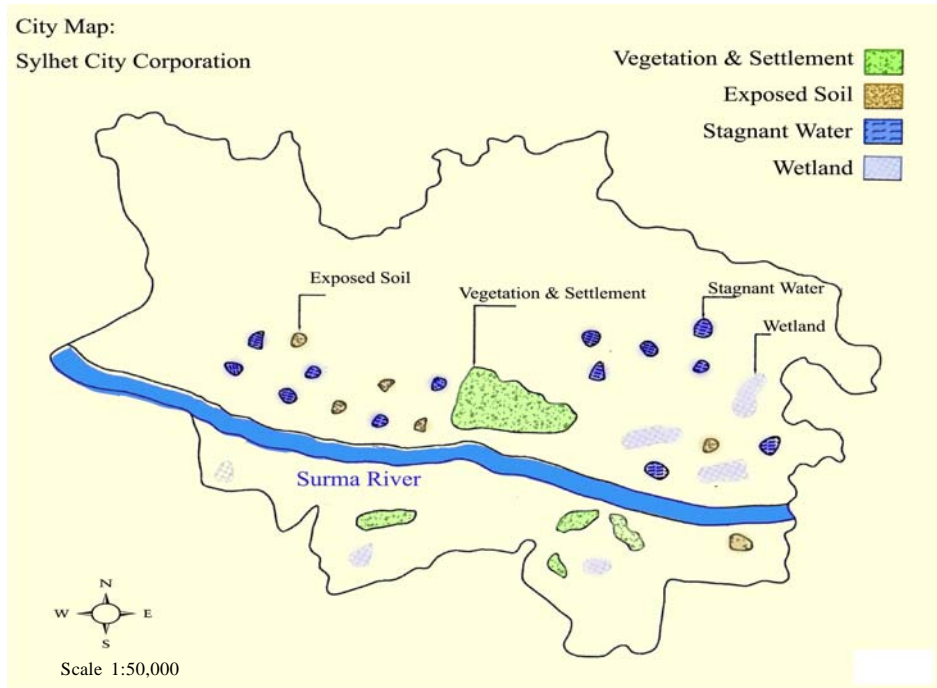 City Map:
Sylhet City Corporation
Vegetation & Settlement
Exposed Soil
Stagnant Water
Wetland
Exposed Soil
Vegetation & Settlement
Stagnant Water
Wetland
Surma River
N
W E
S
Scale 1:50,000